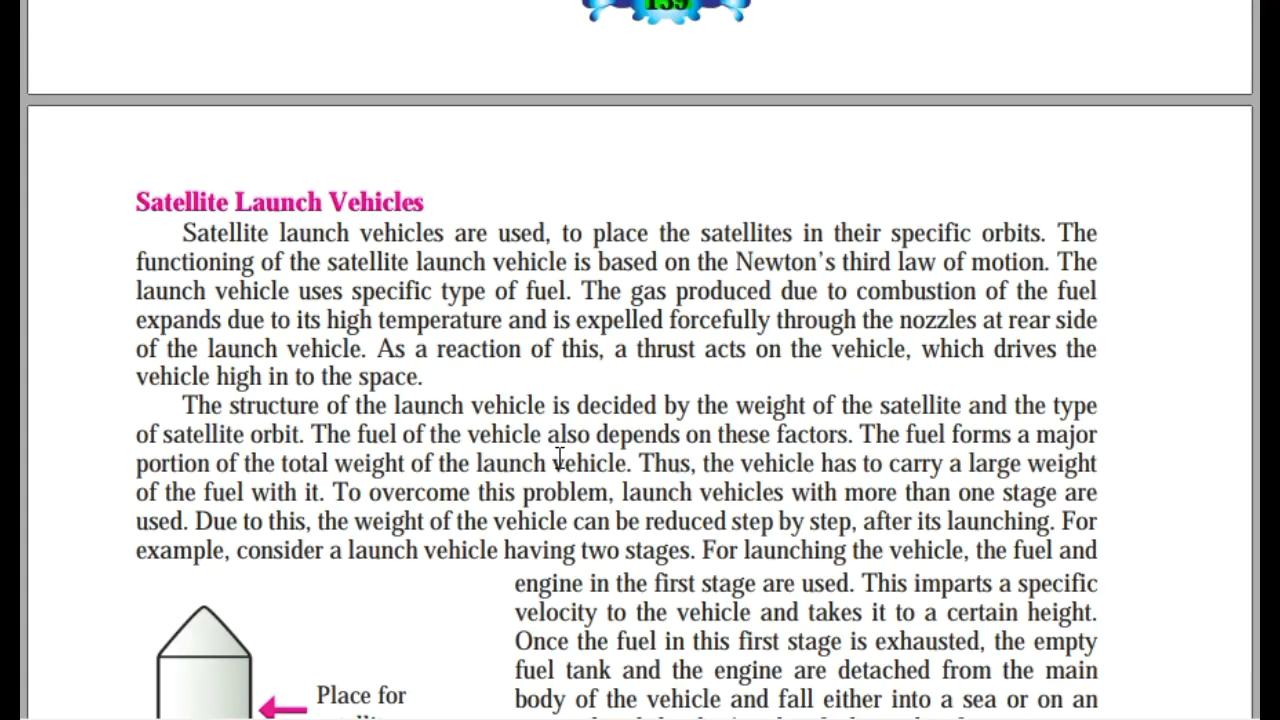 139
Satellite Launch Vehicles
Satellite launch vehicles are used, to place the satellites in their specific orbits. The
functioning of the satellite launch vehicle is based on the Newton's third law of motion. The
launch vehicle uses specific type of fuel. The gas produced due to combustion of the fuel
expands due to its high temperature and is expelled forcefully through the nozzles at rear side
of the launch vehicle. As a reaction of this, a thrust acts on the vehicle, which drives the
vehicle high in to the space.
The structure of the launch vehicle is decided by the weight of the satellite and the type
of satellite orbit. The fuel of the vehicle also depends on these factors. The fuel forms a major
portion of the total weight of the launch vehicle. Thus, the vehicle has to carry a large weight
of the fuel with it. To overcome this problem, launch vehicles with more than one stage are
used. Due to this, the weight of the vehicle can be reduced step by step, after its launching. For
example, consider a launch vehicle having two stages. For launching the vehicle, the fuel and
engine in the first stage are used. This imparts a specific
velocity to the vehicle and takes it to a certain height.
Once the fuel in this first stage is exhausted, the empty
fuel tank and the engine are detached from the main
body of the vehicle and fall either into a sea or on an
Place for